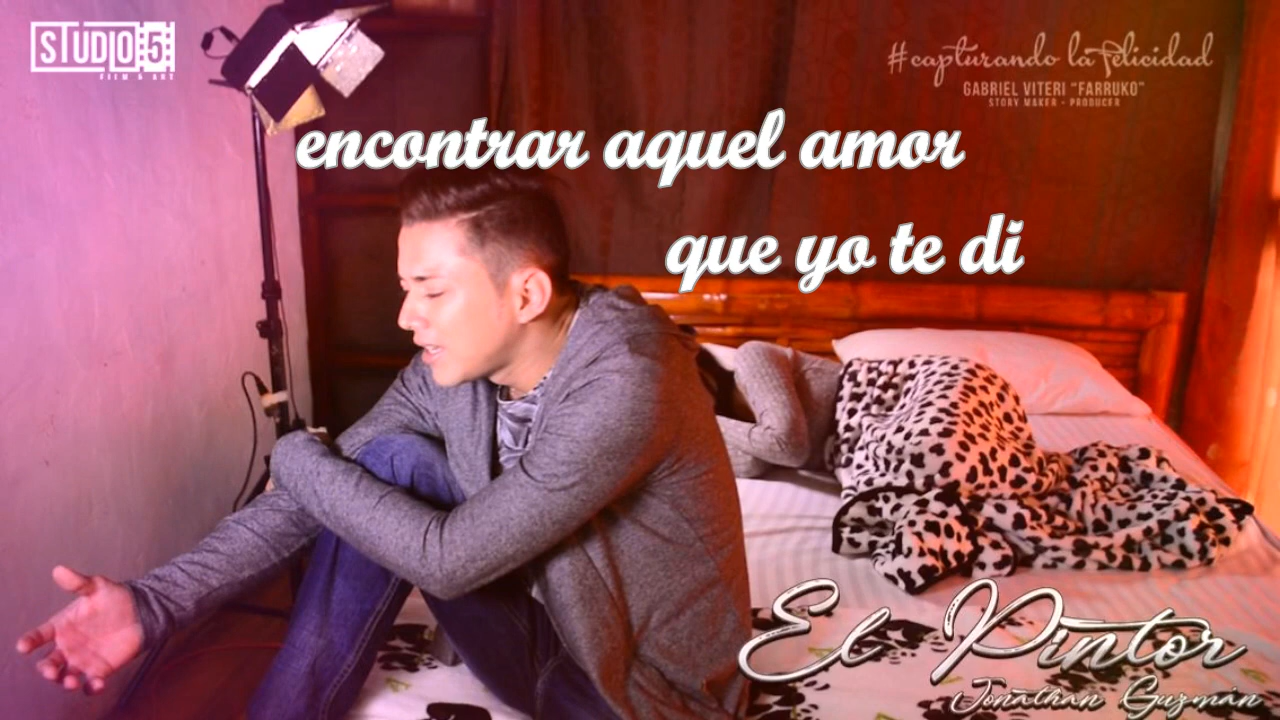 STUDIO 5
FILM & ART
#capturando la felicidad
GABRIEL VITERI "FARRUKO"
STORY MAKER - PRODUCER
encontrar aquel amor
que yo te di
El Pintor
Jonathan Guzmán